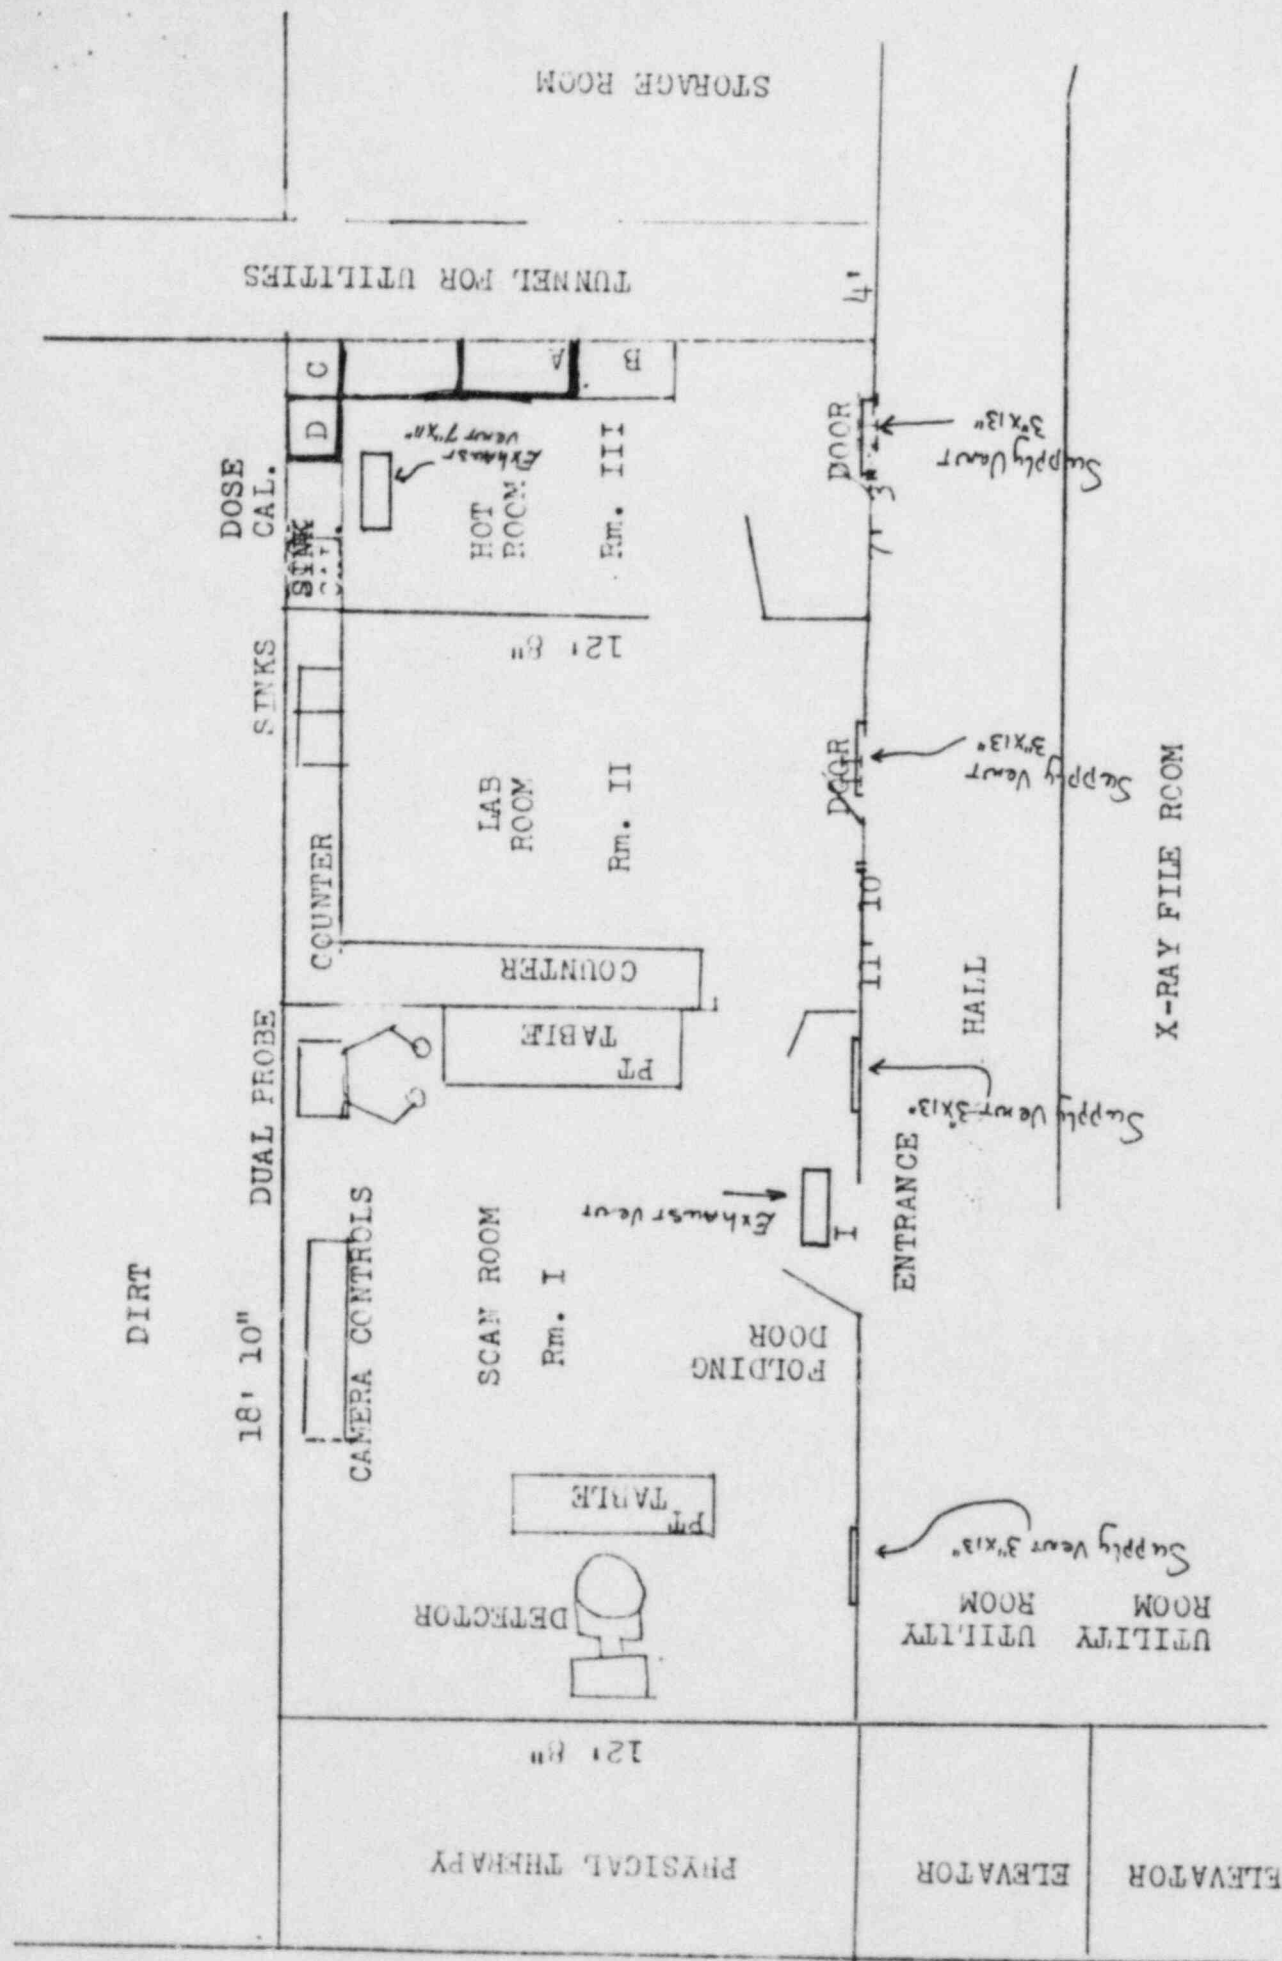 STORAGE ROOM
TUNNEL FOR UTILITIES
4'
C
D
A
B
DOSE
CAL.
SINK
Exhaust
Vent 7"x11"
HOT
ROOM
Rm. III
DOOR
3"
7'
Supply Vent
3"x13"
SINKS
12' 8"
LAB
ROOM
Rm. II
DOOR
Supply Vent
3"x13"
COUNTER
COUNTER
11' 10"
HALL
X-RAY FILE ROOM
DUAL PROBE
PT
TABLE
Supply Vent 3"x13"
ENTRANCE
Exhaust Vent
I
DIRT
18' 10"
CAMERA CONTROLS
SCAN ROOM
Rm. I
FOLDING
DOOR
PT
TABLE
DETECTOR
Supply Vent 3"x13"
UTILITY
ROOM
UTILITY
ROOM
12' 8"
PHYSICAL THERAPY
ELEVATOR
ELEVATOR